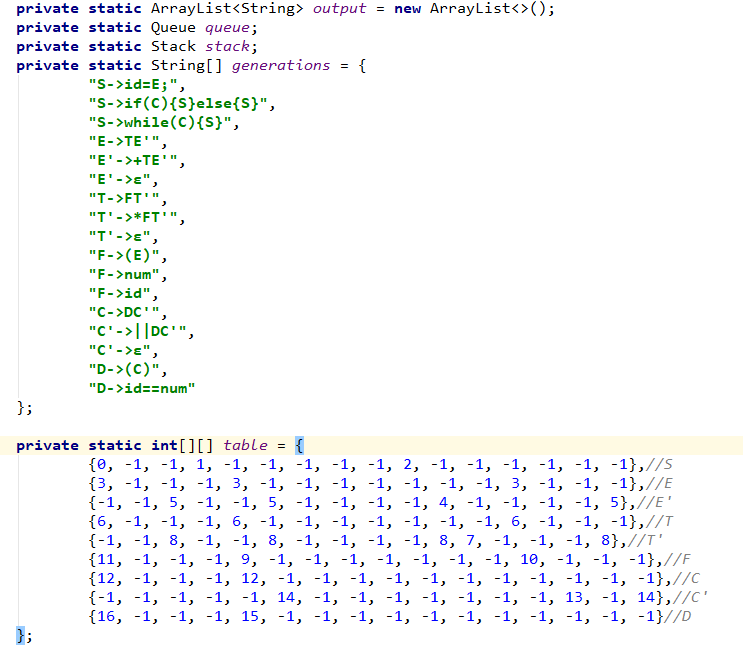 private static ArrayList<String> output = new ArrayList<>();
private static Queue queue;
private static Stack stack;
private static String[] generations = {
"S->id=E;",
"S->if(C){S}else{S}",
"S->while(C){S}",
"E->TE'",
"E'->+TE'",
"E'->ε",
"T->FT'",
"T'->*FT'",
"T'->ε",
"F->(E)",
"F->num",
"F->id",
"C->DC'",
"C'->||DC'",
"C'->ε",
"D->(C)",
"D->id==num"
};
private static int[][] table = {
{0, -1, -1, 1, -1, -1, -1, -1, -1, 2, -1, -1, -1, -1, -1, -1},//S
{3, -1, -1, -1, 3, -1, -1, -1, -1, -1, -1, -1, 3, -1, -1, -1},//E
{-1, -1, 5, -1, -1, 5, -1, -1, -1, -1, 4, -1, -1, -1, -1, 5},//E'
{6, -1, -1, -1, 6, -1, -1, -1, -1, -1, -1, -1, 6, -1, -1, -1},//T
{-1, -1, 8, -1, -1, 8, -1, -1, -1, -1, 8, 7, -1, -1, -1, 8},//T'
{11, -1, -1, -1, 9, -1, -1, -1, -1, -1, -1, -1, 10, -1, -1, -1},//F
{12, -1, -1, -1, 12, -1, -1, -1, -1, -1, -1, -1, -1, -1, -1, -1},//C
{-1, -1, -1, -1, -1, 14, -1, -1, -1, -1, -1, -1, -1, 13, -1, 14},//C'
{16, -1, -1, -1, 15, -1, -1, -1, -1, -1, -1, -1, -1, -1, -1, -1}//D
};